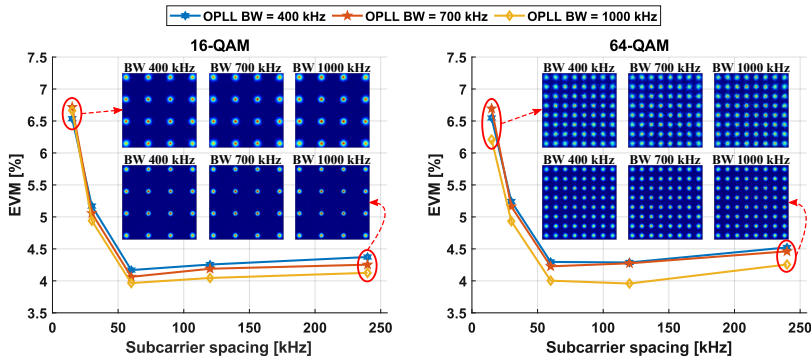 OPLL BW = 400 kHz OPLL BW = 700 kHz OPLL BW = 1000 kHz
16-QAM
EVM [%]
7.5
7
6.5
6
5.5
5
4.5
4
3.5
BW 400 kHz BW 700 kHz BW 1000 kHz
BW 400 kHz BW 700 kHz BW 1000 kHz
0 50 100 150 200 250
Subcarrier spacing [kHz]
64-QAM
EVM [%]
7.5
7
6.5
6
5.5
5
4.5
4
3.5
BW 400 kHz BW 700 kHz BW 1000 kHz
BW 400 kHz BW 700 kHz BW 1000 kHz
0 50 100 150 200 250
Subcarrier spacing [kHz]